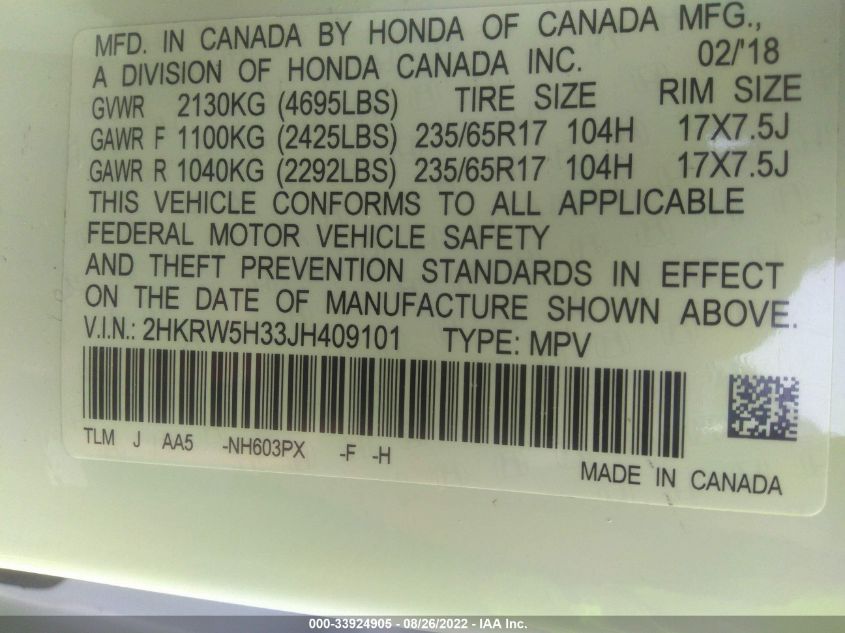 MFD. IN CANADA BY HONDA OF CANADA MFG.,
A DIVISION OF HONDA CANADA INC. 02/'18
GVWR 2130KG (4695LBS) TIRE SIZE RIM SIZE
GAWR F 1100KG (2425LBS) 235/65R17 104H 17X7.5J
GAWR R 1040KG (2292LBS) 235/65R17 104H 17X7.5J
THIS VEHICLE CONFORMS TO ALL APPLICABLE
FEDERAL MOTOR VEHICLE SAFETY
AND THEFT PREVENTION STANDARDS IN EFFECT
ON THE DATE OF MANUFACTURE SHOWN ABOVE.
V.I.N.: 2HKRW5H33JH409101 TYPE: MPV
TLM J AA5 -NH603PX -F -H
MADE IN CANADA
000-33924905 - 08/26/2022 - IAA Inc.